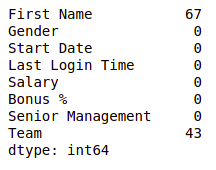 First Name 67
Gender 0
Start Date 0
Last Login Time 0
Salary 0
Bonus % 0
Senior Management 0
Team 43
dtype: int64